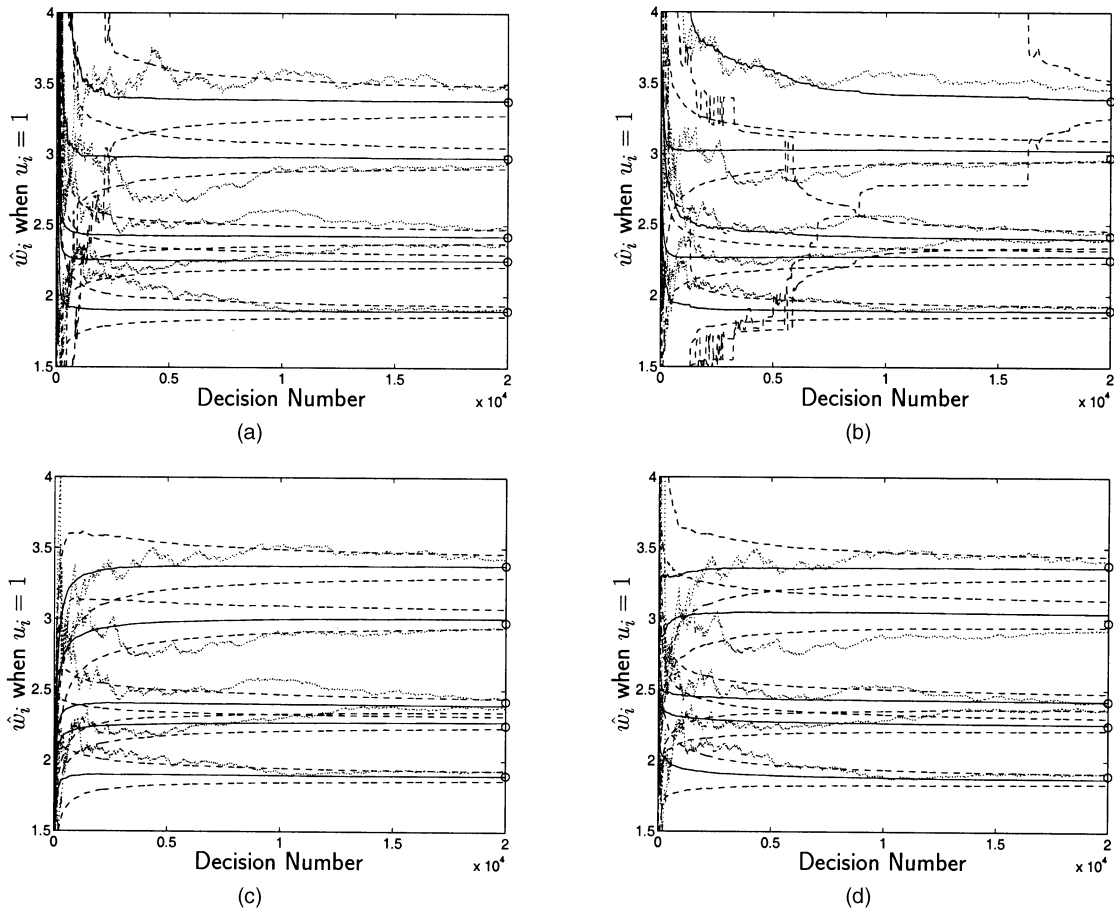 4
3.5
3
2.5
2
1.5
ŵ_i when u_i = 1
0 0.5 1 1.5 2
Decision Number
x 10^4
(a)
4
3.5
3
2.5
2
1.5
ŵ_i when u_i = 1
0 0.5 1 1.5 2
Decision Number
x 10^4
(b)
4
3.5
3
2.5
2
1.5
ŵ_i when u_i = 1
0 0.5 1 1.5 2
Decision Number
x 10^4
(c)
4
3.5
3
2.5
2
1.5
ŵ_i when u_i = 1
0 0.5 1 1.5 2
Decision Number
x 10^4
(d)